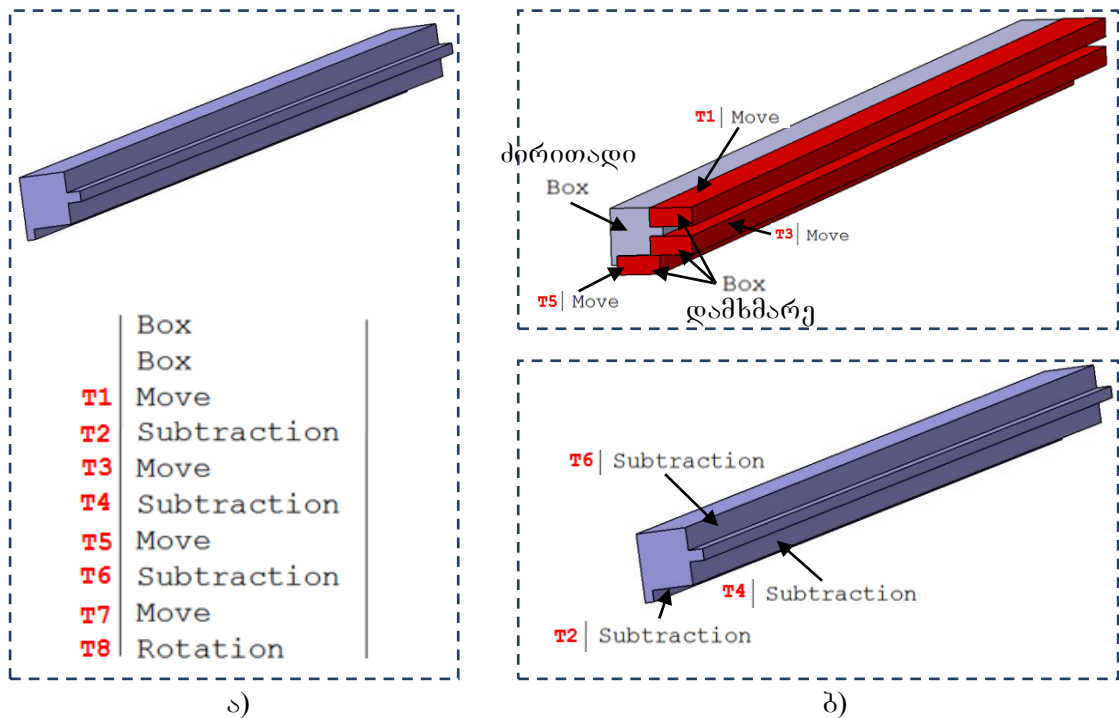 Box
Box
T1 Move
T2 Subtraction
T3 Move
T4 Subtraction
T5 Move
T6 Subtraction
T7 Move
T8 Rotation
ა)
T1 Move
ძირითადი
Box
T3 Move
Box
T5 Move
დამხმარე
T6 Subtraction
T4 Subtraction
T2 Subtraction
ბ)